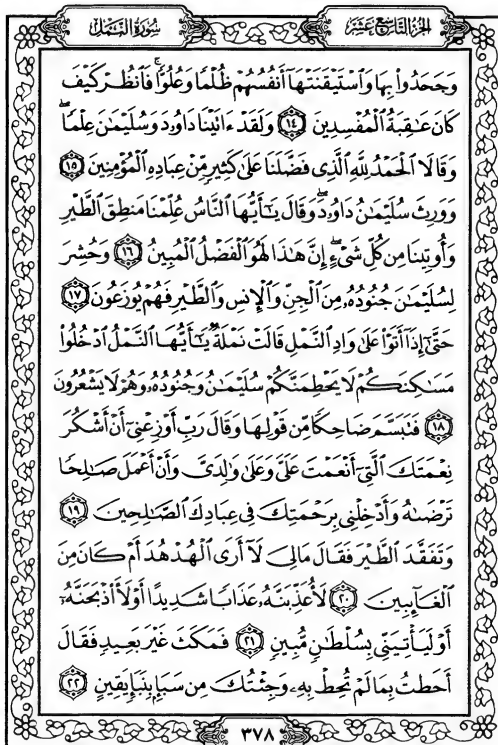 الجزء التاسع عشر
سورة النمل
وَجَحَدُوا۟ بِهَا وَٱسْتَيْقَنَتْهَآ أَنفُسُهُمْ ظُلْمًا وَعُلُوًّا ۚ فَٱنظُرْ كَيْفَ
كَانَ عَٰقِبَةُ ٱلْمُفْسِدِينَ ١٤ وَلَقَدْ ءَاتَيْنَا دَاوُۥدَ وَسُلَيْمَٰنَ عِلْمًا ۖ
وَقَالَا ٱلْحَمْدُ لِلَّهِ ٱلَّذِى فَضَّلَنَا عَلَىٰ كَثِيرٍ مِّنْ عِبَادِهِ ٱلْمُؤْمِنِينَ ١٥
وَوَرِثَ سُلَيْمَٰنُ دَاوُۥدَ ۖ وَقَالَ يَٰٓأَيُّهَا ٱلنَّاسُ عُلِّمْنَا مَنطِقَ ٱلطَّيْرِ
وَأُوتِينَا مِن كُلِّ شَىْءٍ ۖ إِنَّ هَٰذَا لَهُوَ ٱلْفَضْلُ ٱلْمُبِينُ ١٦ وَحُشِرَ
لِسُلَيْمَٰنَ جُنُودُهُۥ مِنَ ٱلْجِنِّ وَٱلْإِنسِ وَٱلطَّيْرِ فَهُمْ يُوزَعُونَ ١٧
حَتَّىٰٓ إِذَآ أَتَوْا۟ عَلَىٰ وَادِ ٱلنَّمْلِ قَالَتْ نَمْلَةٌ يَٰٓأَيُّهَا ٱلنَّمْلُ ٱدْخُلُوا۟
مَسَٰكِنَكُمْ لَا يَحْطِمَنَّكُمْ سُلَيْمَٰنُ وَجُنُودُهُۥ وَهُمْ لَا يَشْعُرُونَ
١٨ فَتَبَسَّمَ ضَاحِكًا مِّن قَوْلِهَا وَقَالَ رَبِّ أَوْزِعْنِىٓ أَنْ أَشْكُرَ
نِعْمَتَكَ ٱلَّتِىٓ أَنْعَمْتَ عَلَىَّ وَعَلَىٰ وَٰلِدَىَّ وَأَنْ أَعْمَلَ صَٰلِحًا
تَرْضَىٰهُ وَأَدْخِلْنِى بِرَحْمَتِكَ فِى عِبَادِكَ ٱلصَّٰلِحِينَ ١٩
وَتَفَقَّدَ ٱلطَّيْرَ فَقَالَ مَالِىَ لَآ أَرَى ٱلْهُدْهُدَ أَمْ كَانَ مِنَ
ٱلْغَآئِبِينَ ٢٠ لَأُعَذِّبَنَّهُۥ عَذَابًا شَدِيدًا أَوْ لَأَا۟ذْبَحَنَّهُۥٓ
أَوْ لَيَأْتِيَنِّى بِسُلْطَٰنٍ مُّبِينٍ ٢١ فَمَكَثَ غَيْرَ بَعِيدٍ فَقَالَ
أَحَطتُ بِمَا لَمْ تُحِطْ بِهِۦ وَجِئْتُكَ مِن سَبَإٍۭ بِنَبَإٍ يَقِينٍ ٢٢
٣٧٨